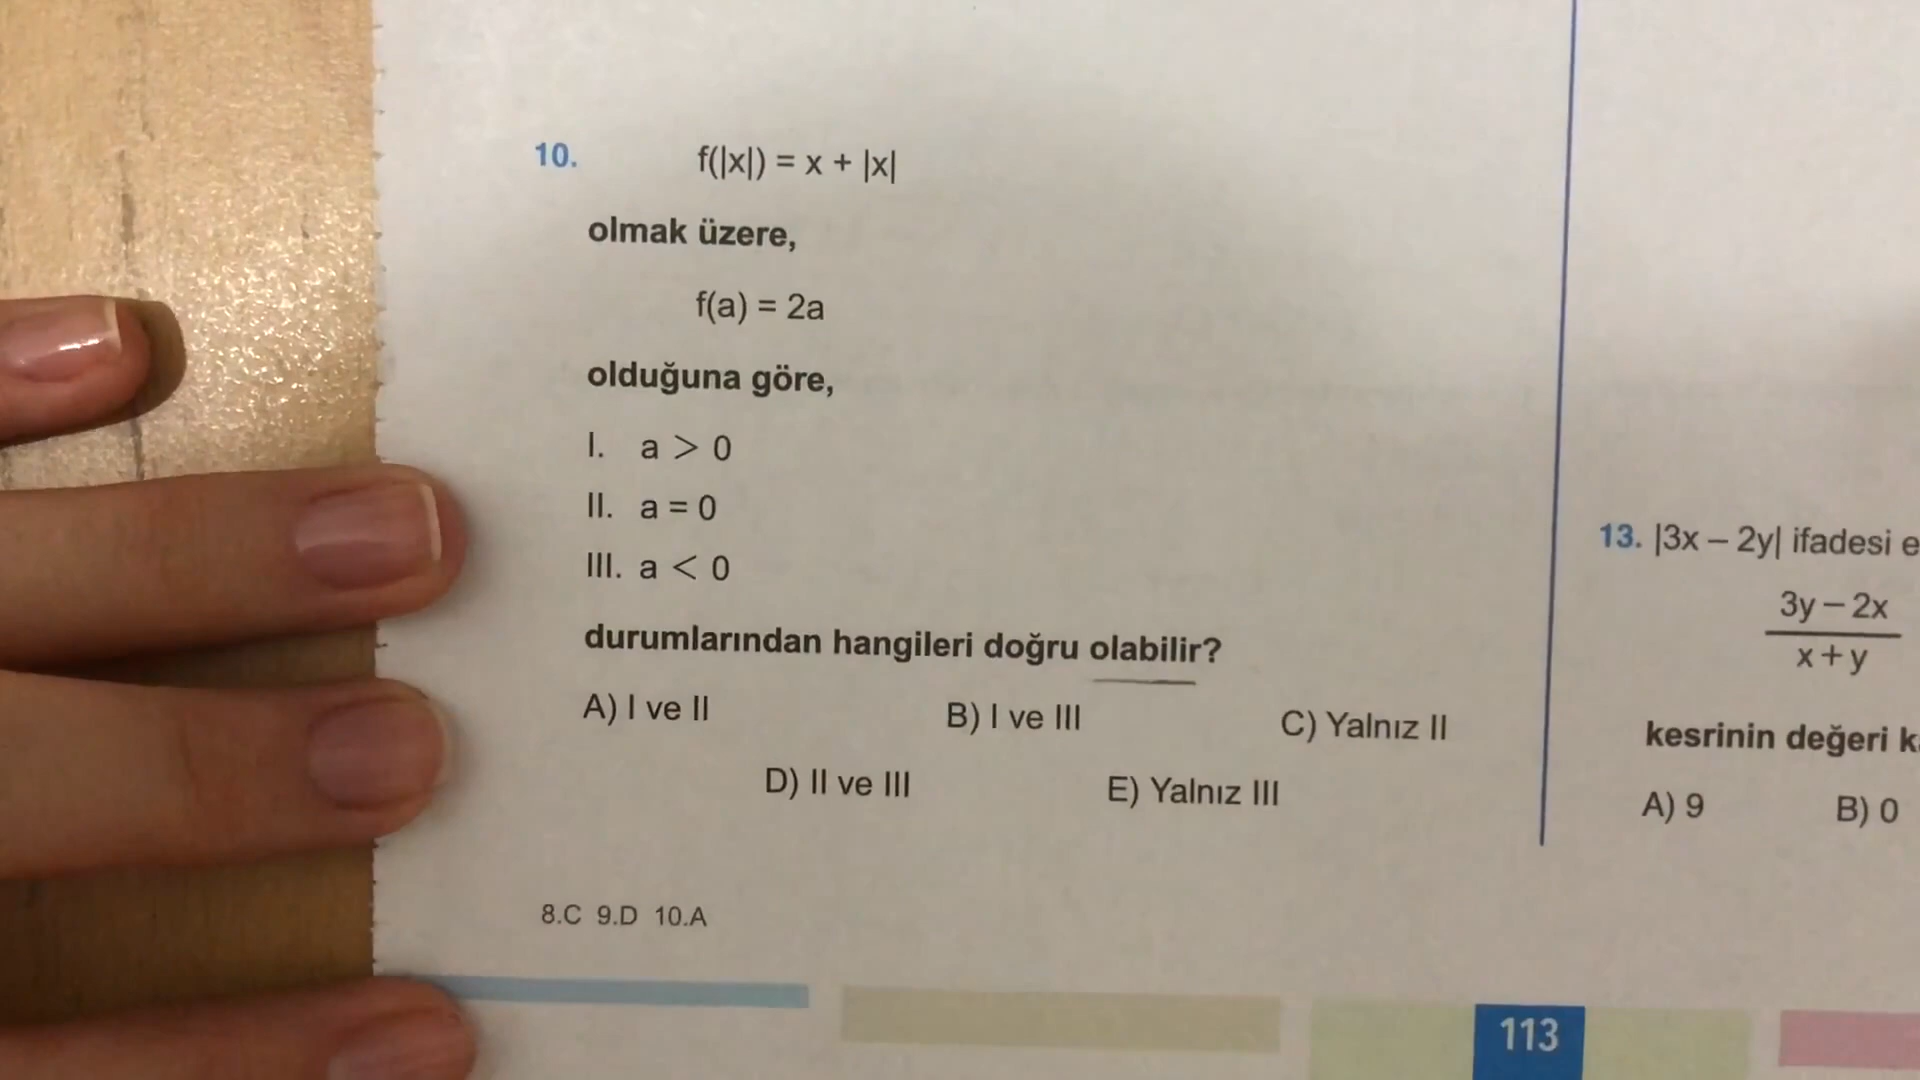 10. f(|x|) = x + |x|
olmak üzere,
f(a) = 2a
olduğuna göre,
I. a > 0
II. a = 0
III. a < 0
durumlarından hangileri doğru olabilir?
A) I ve II B) I ve III C) Yalnız II
D) II ve III E) Yalnız III
8.C 9.D 10.A
13. |3x – 2y| ifadesi e
3y – 2x
x + y
kesrinin değeri k
A) 9 B) 0
113